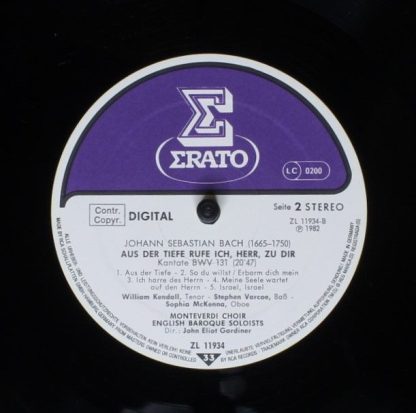 Σ
ΣRATO
LC 0200
Contr. Copyr.
DIGITAL
Seite 2 STEREO
ZL 11934-B
Ⓟ 1982
JOHANN SEBASTIAN BACH (1665-1750)
AUS DER TIEFE RUFE ICH, HERR, ZU DIR
Kantate BWV-131 (20'47)
1. Aus der Tiefe - 2. So du willst / Erbarm dich mein
3. Ich harre des Herrn - 4. Meine Seele wartet
auf den Herrn - 5. Israel, Israel
William Kendall, Tenor - Stephen Varcoe, Baß -
Sophia McKenna, Oboe
MONTEVERDI CHOIR
ENGLISH BAROQUE SOLOISTS
Dir.: John Eliot Gardiner
ZL 11934
33